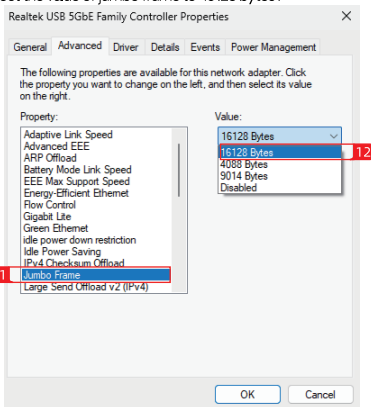 Realtek USB 5GbE Family Controller Properties
General Advanced Driver Details Events Power Management
The following properties are available for this network adapter. Click
the property you want to change on the left, and then select its value
on the right.
Property:
Value:
Adaptive Link Speed
Advanced EEE
ARP Offload
Battery Mode Link Speed
EEE Max Support Speed
Energy-Efficient Ethernet
Flow Control
Gigabit Lite
Green Ethernet
idle power down restriction
Idle Power Saving
IPv4 Checksum Offload
Jumbo Frame
Large Send Offload v2 (IPv4)
16128 Bytes
16128 Bytes
4088 Bytes
9014 Bytes
Disabled
12
1
OK Cancel